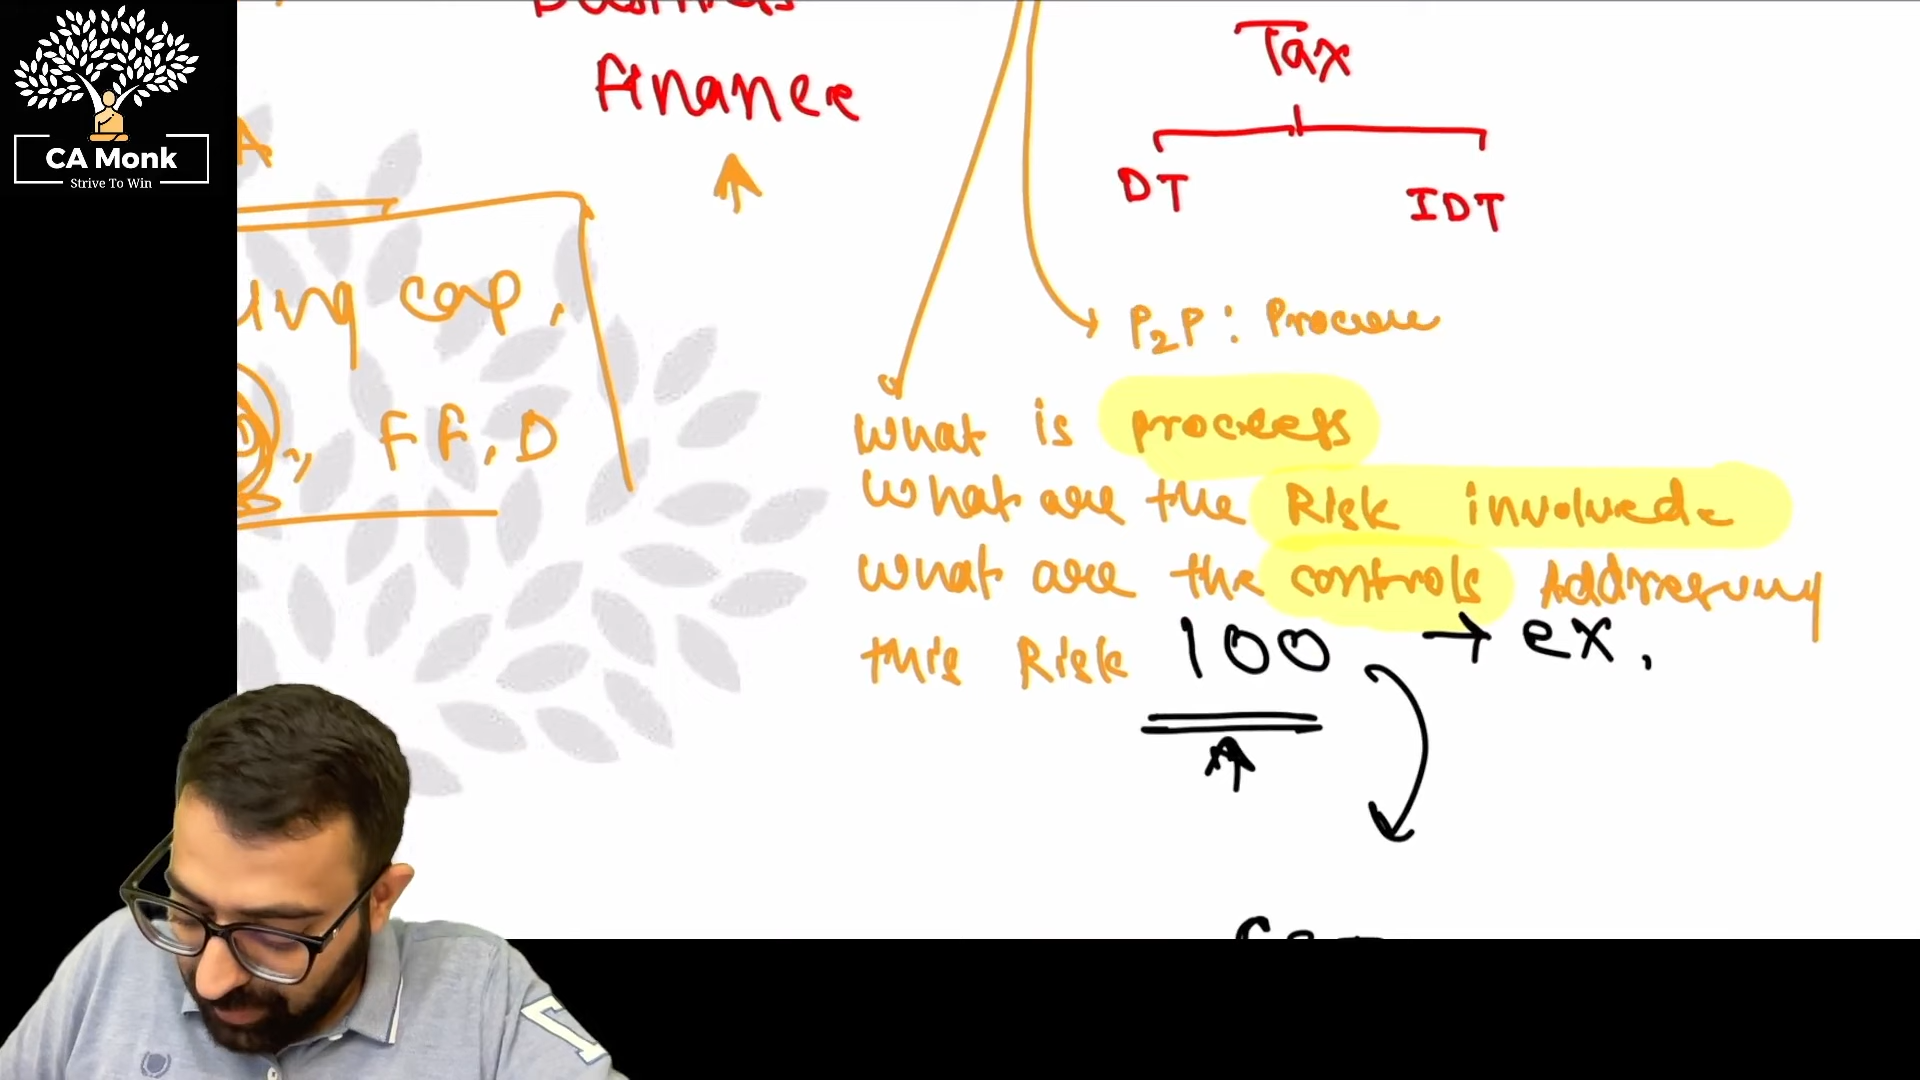 CA Monk
Strive To Win
Finance
Tax
DT IDT
cap,
FF, D
P2P: Procure
What is process
What are the Risk involved
What are the controls Addressing
this Risk 100 → ex.